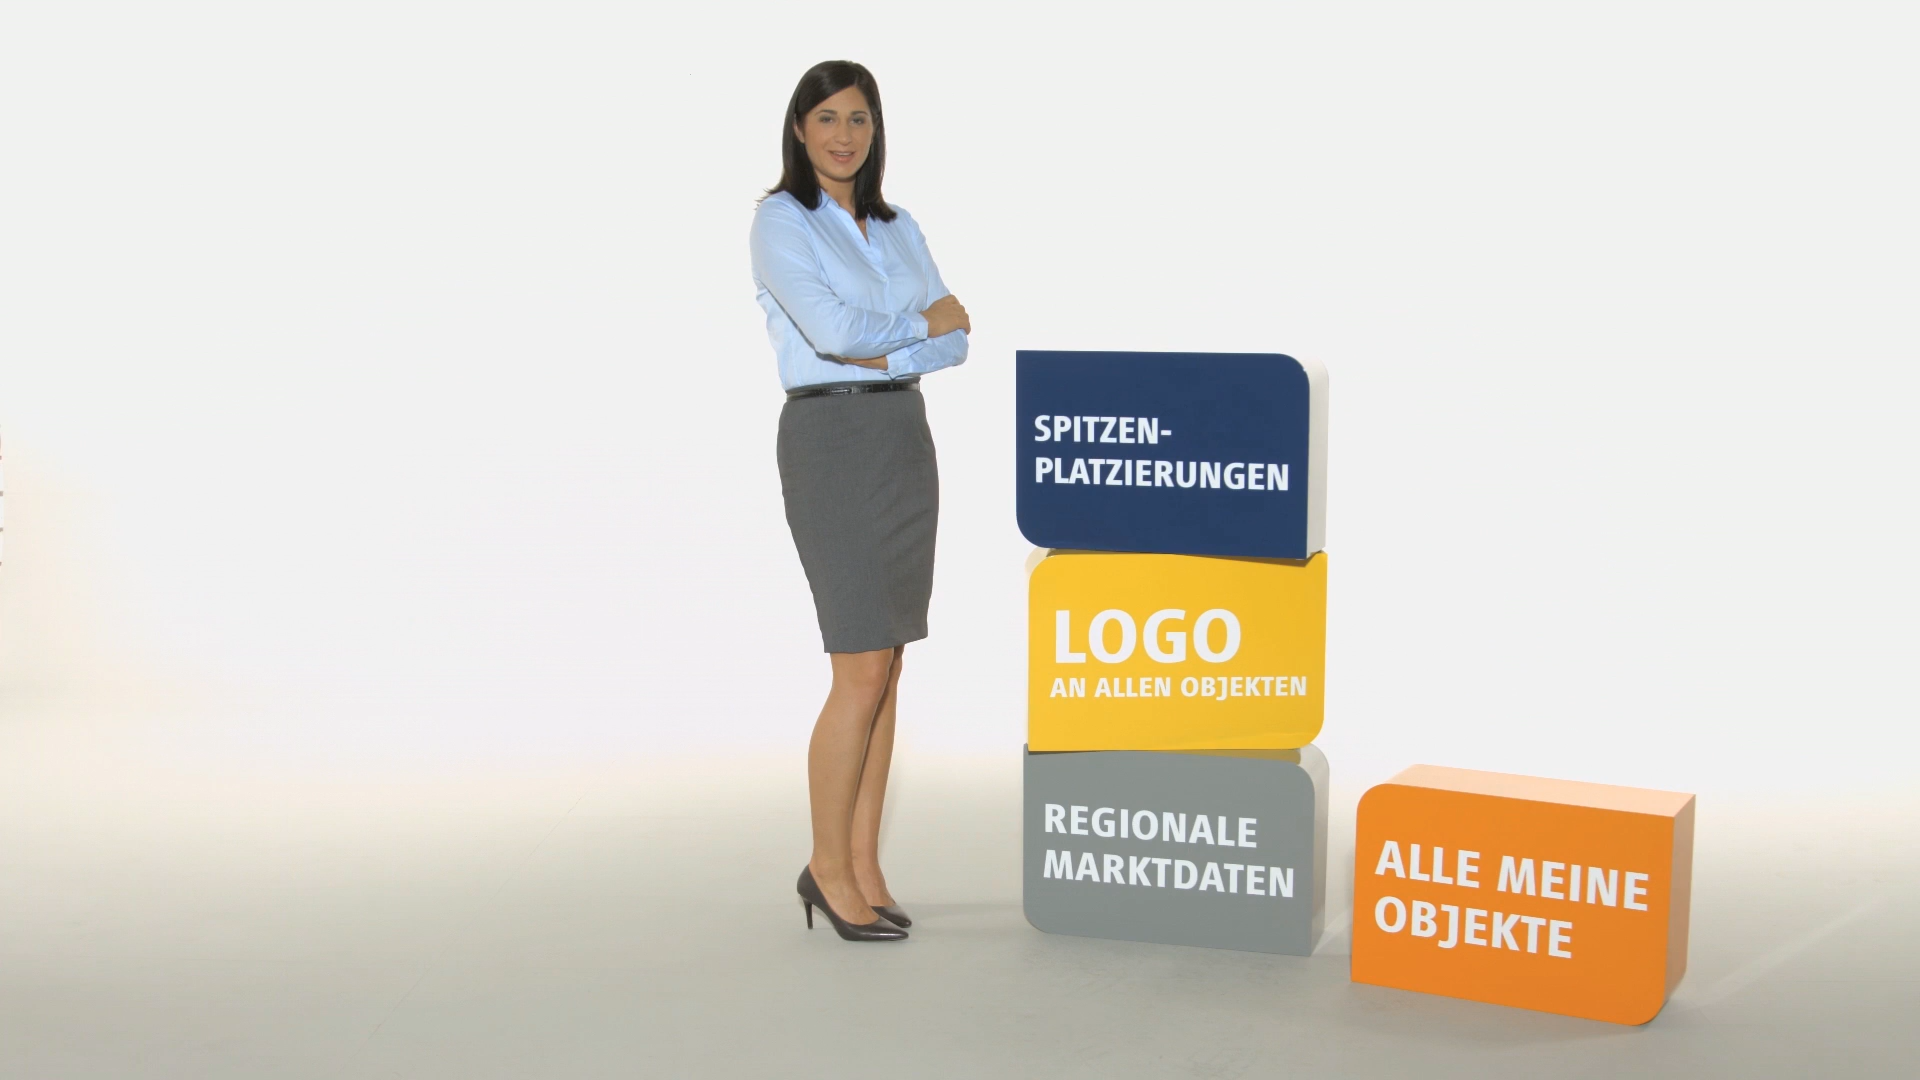 SPITZEN-
PLATZIERUNGEN
LOGO
AN ALLEN OBJEKTEN
REGIONALE
MARKTDATEN
ALLE MEINE
OBJEKTE